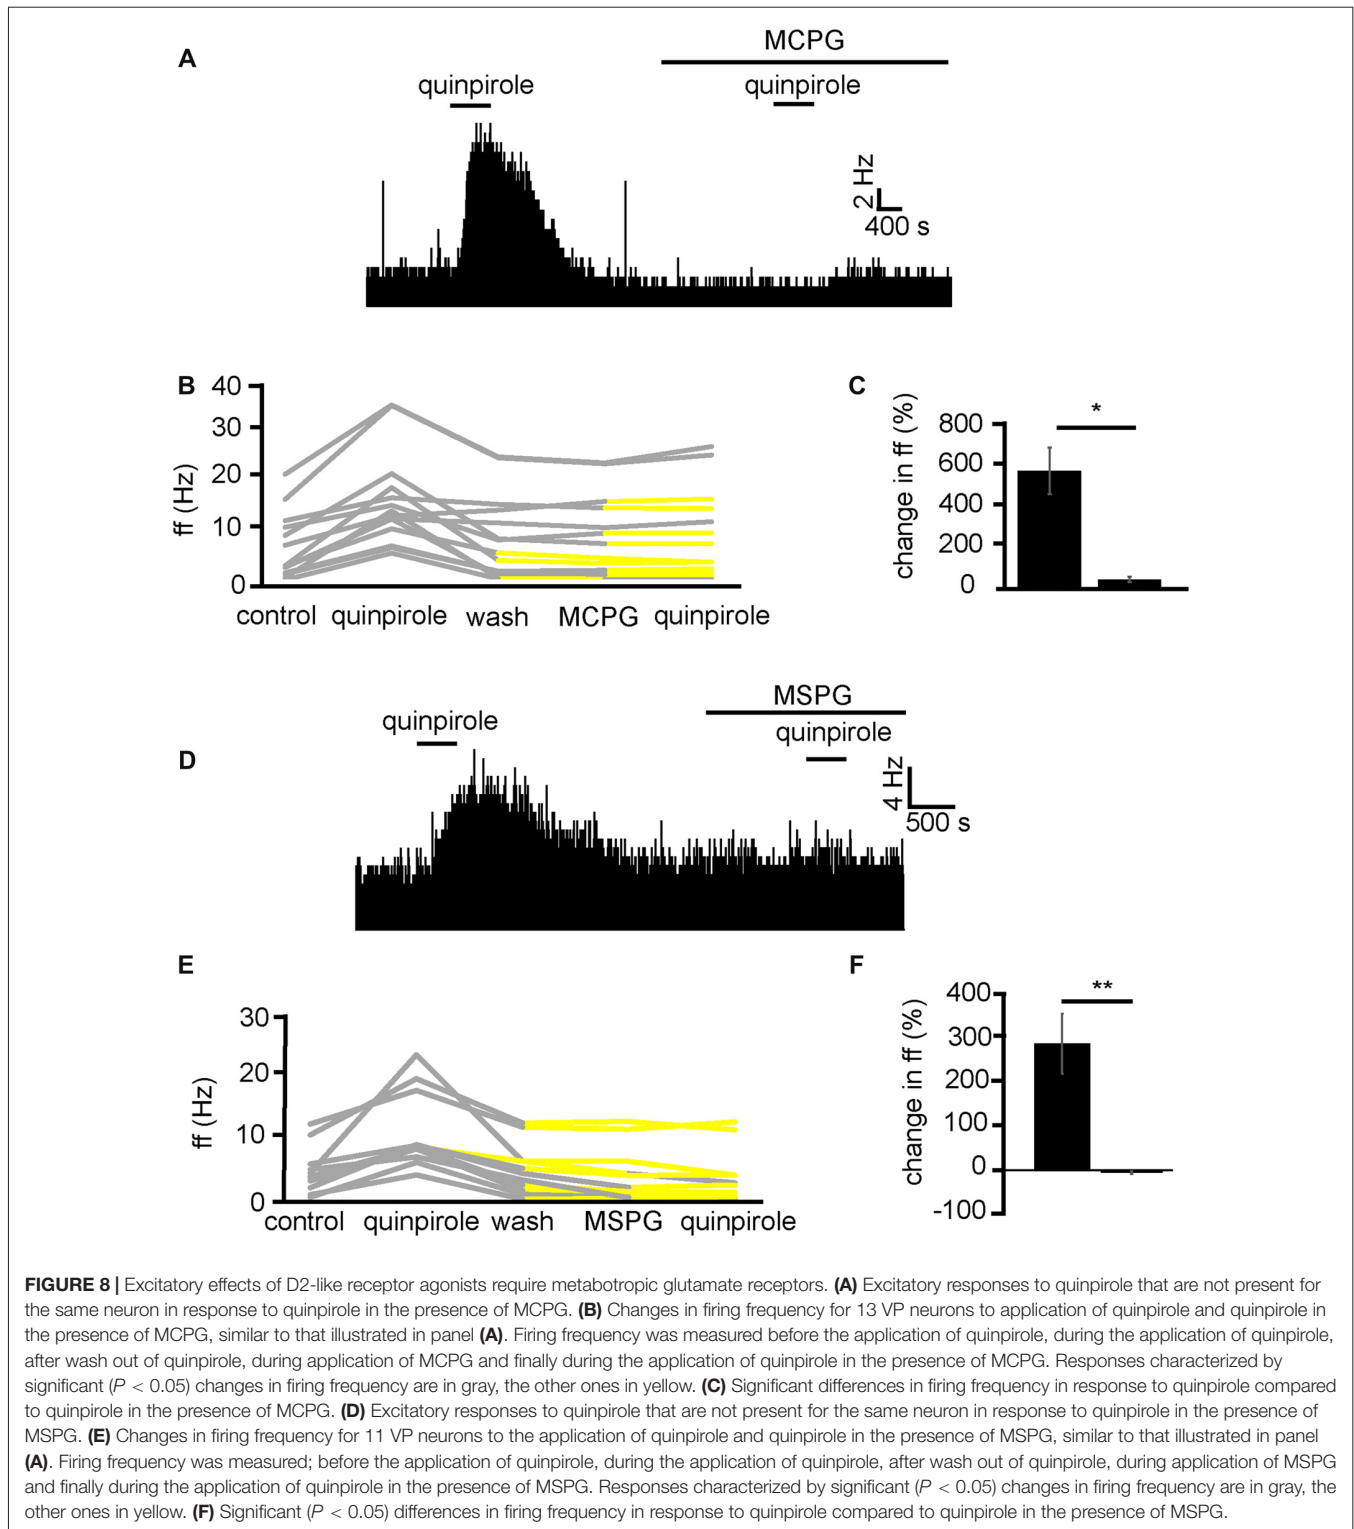 A
MCPG
quinpirole
quinpirole
2 Hz
400 s
B
40
30
20
10
0
ff (Hz)
control quinpirole wash MCPG quinpirole
C
*
800
600
400
200
0
change in ff (%)
MSPG
quinpirole
quinpirole
D
4 Hz
500 s
E
30
20
10
0
ff (Hz)
control quinpirole wash MSPG quinpirole
F
**
400
300
200
100
0
-100
change in ff (%)
FIGURE 8 | Excitatory effects of D2-like receptor agonists require metabotropic glutamate receptors. (A) Excitatory responses to quinpirole that are not present for
the same neuron in response to quinpirole in the presence of MCPG. (B) Changes in firing frequency for 13 VP neurons to application of quinpirole and quinpirole in
the presence of MCPG, similar to that illustrated in panel (A). Firing frequency was measured before the application of quinpirole, during the application of quinpirole,
after wash out of quinpirole, during application of MCPG and finally during the application of quinpirole in the presence of MCPG. Responses characterized by
significant (P < 0.05) changes in firing frequency are in gray, the other ones in yellow. (C) Significant differences in firing frequency in response to quinpirole compared
to quinpirole in the presence of MCPG. (D) Excitatory responses to quinpirole that are not present for the same neuron in response to quinpirole in the presence of
MSPG. (E) Changes in firing frequency for 11 VP neurons to the application of quinpirole and quinpirole in the presence of MSPG, similar to that illustrated in panel
(A). Firing frequency was measured; before the application of quinpirole, during the application of quinpirole, after wash out of quinpirole, during application of MSPG
and finally during the application of quinpirole in the presence of MSPG. Responses characterized by significant (P < 0.05) changes in firing frequency are in gray, the
other ones in yellow. (F) Significant (P < 0.05) differences in firing frequency in response to quinpirole compared to quinpirole in the presence of MSPG.